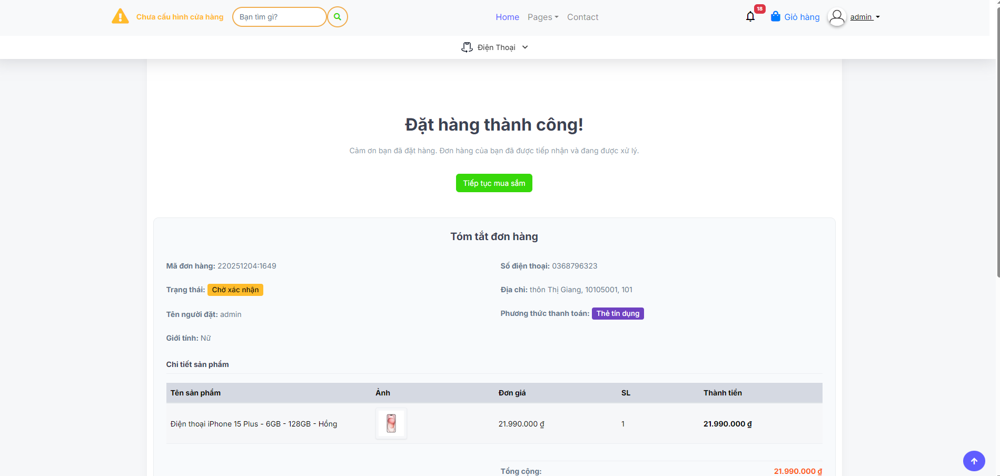 Chưa cấu hình cửa hàng
Bạn tìm gì?
Home
Pages
Contact
18
Giỏ hàng
admin
Điện Thoại
Đặt hàng thành công!
Cảm ơn bạn đã đặt hàng. Đơn hàng của bạn đã được tiếp nhận và đang được xử lý.
Tiếp tục mua sắm
Tóm tắt đơn hàng
Mã đơn hàng: 220251204:1649
Số điện thoại: 0368796323
Trạng thái: Chờ xác nhận
Địa chỉ: thôn Thị Giang, 10105001, 101
Tên người đặt: admin
Phương thức thanh toán: Thẻ tín dụng
Giới tính: Nữ
Chi tiết sản phẩm
Tên sản phẩm Ảnh Đơn giá SL Thành tiền
Điện thoại iPhone 15 Plus - 6GB - 128GB - Hồng 21.990.000 ₫ 1 21.990.000 ₫
Tổng cộng: 21.990.000 ₫